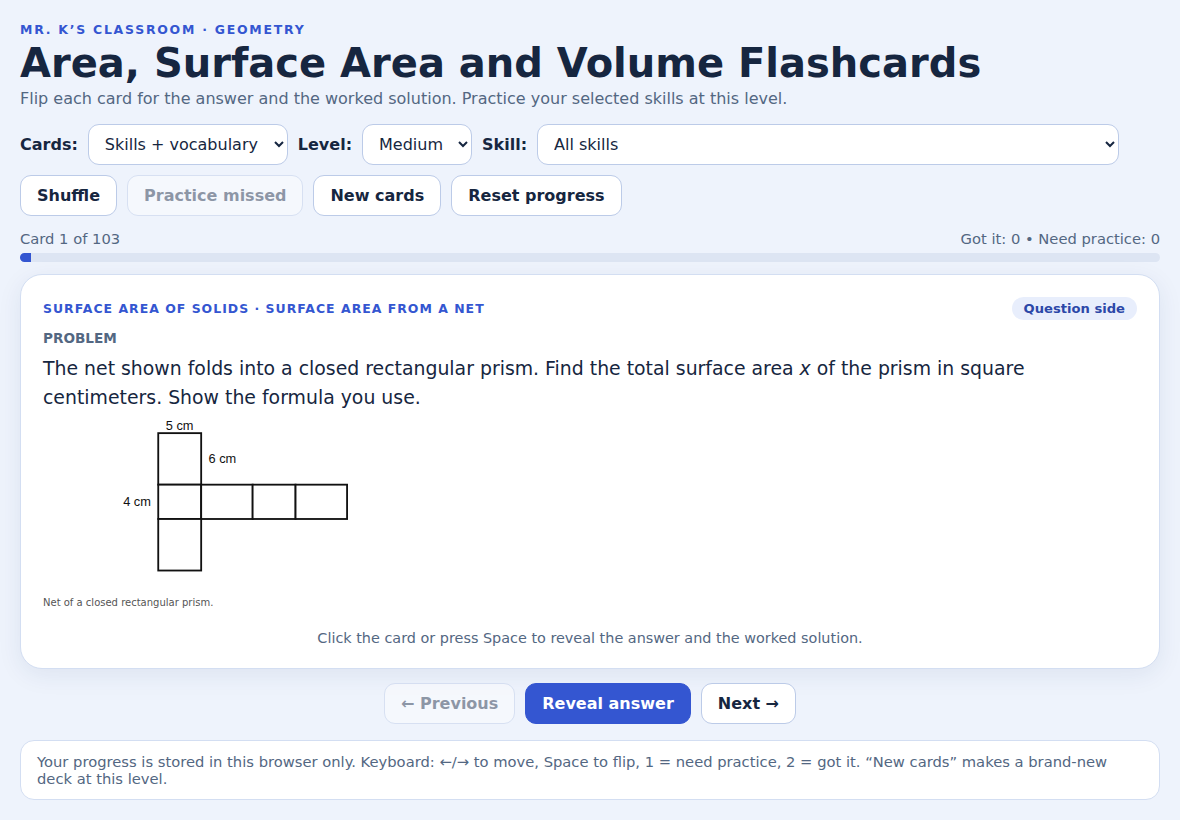 MR. K’S CLASSROOM · GEOMETRY
Area, Surface Area and Volume Flashcards
Flip each card for the answer and the worked solution. Practice your selected skills at this level.
Cards: Skills + vocabulary Level: Medium Skill: All skills
Shuffle Practice missed New cards Reset progress
Card 1 of 103 Got it: 0 • Need practice: 0
SURFACE AREA OF SOLIDS · SURFACE AREA FROM A NET Question side
PROBLEM
The net shown folds into a closed rectangular prism. Find the total surface area x of the prism in square
centimeters. Show the formula you use.
5 cm
6 cm
4 cm
Net of a closed rectangular prism.
Click the card or press Space to reveal the answer and the worked solution.
← Previous Reveal answer Next →
Your progress is stored in this browser only. Keyboard: ←/→ to move, Space to flip, 1 = need practice, 2 = got it. “New cards” makes a brand-new
deck at this level.